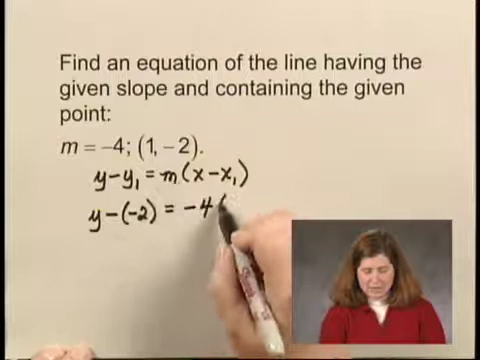 Find an equation of the line having the
given slope and containing the given
point:
m = –4; (1, –2).
y-y₁ = m(x-x₁)
y-(-2) = -4(